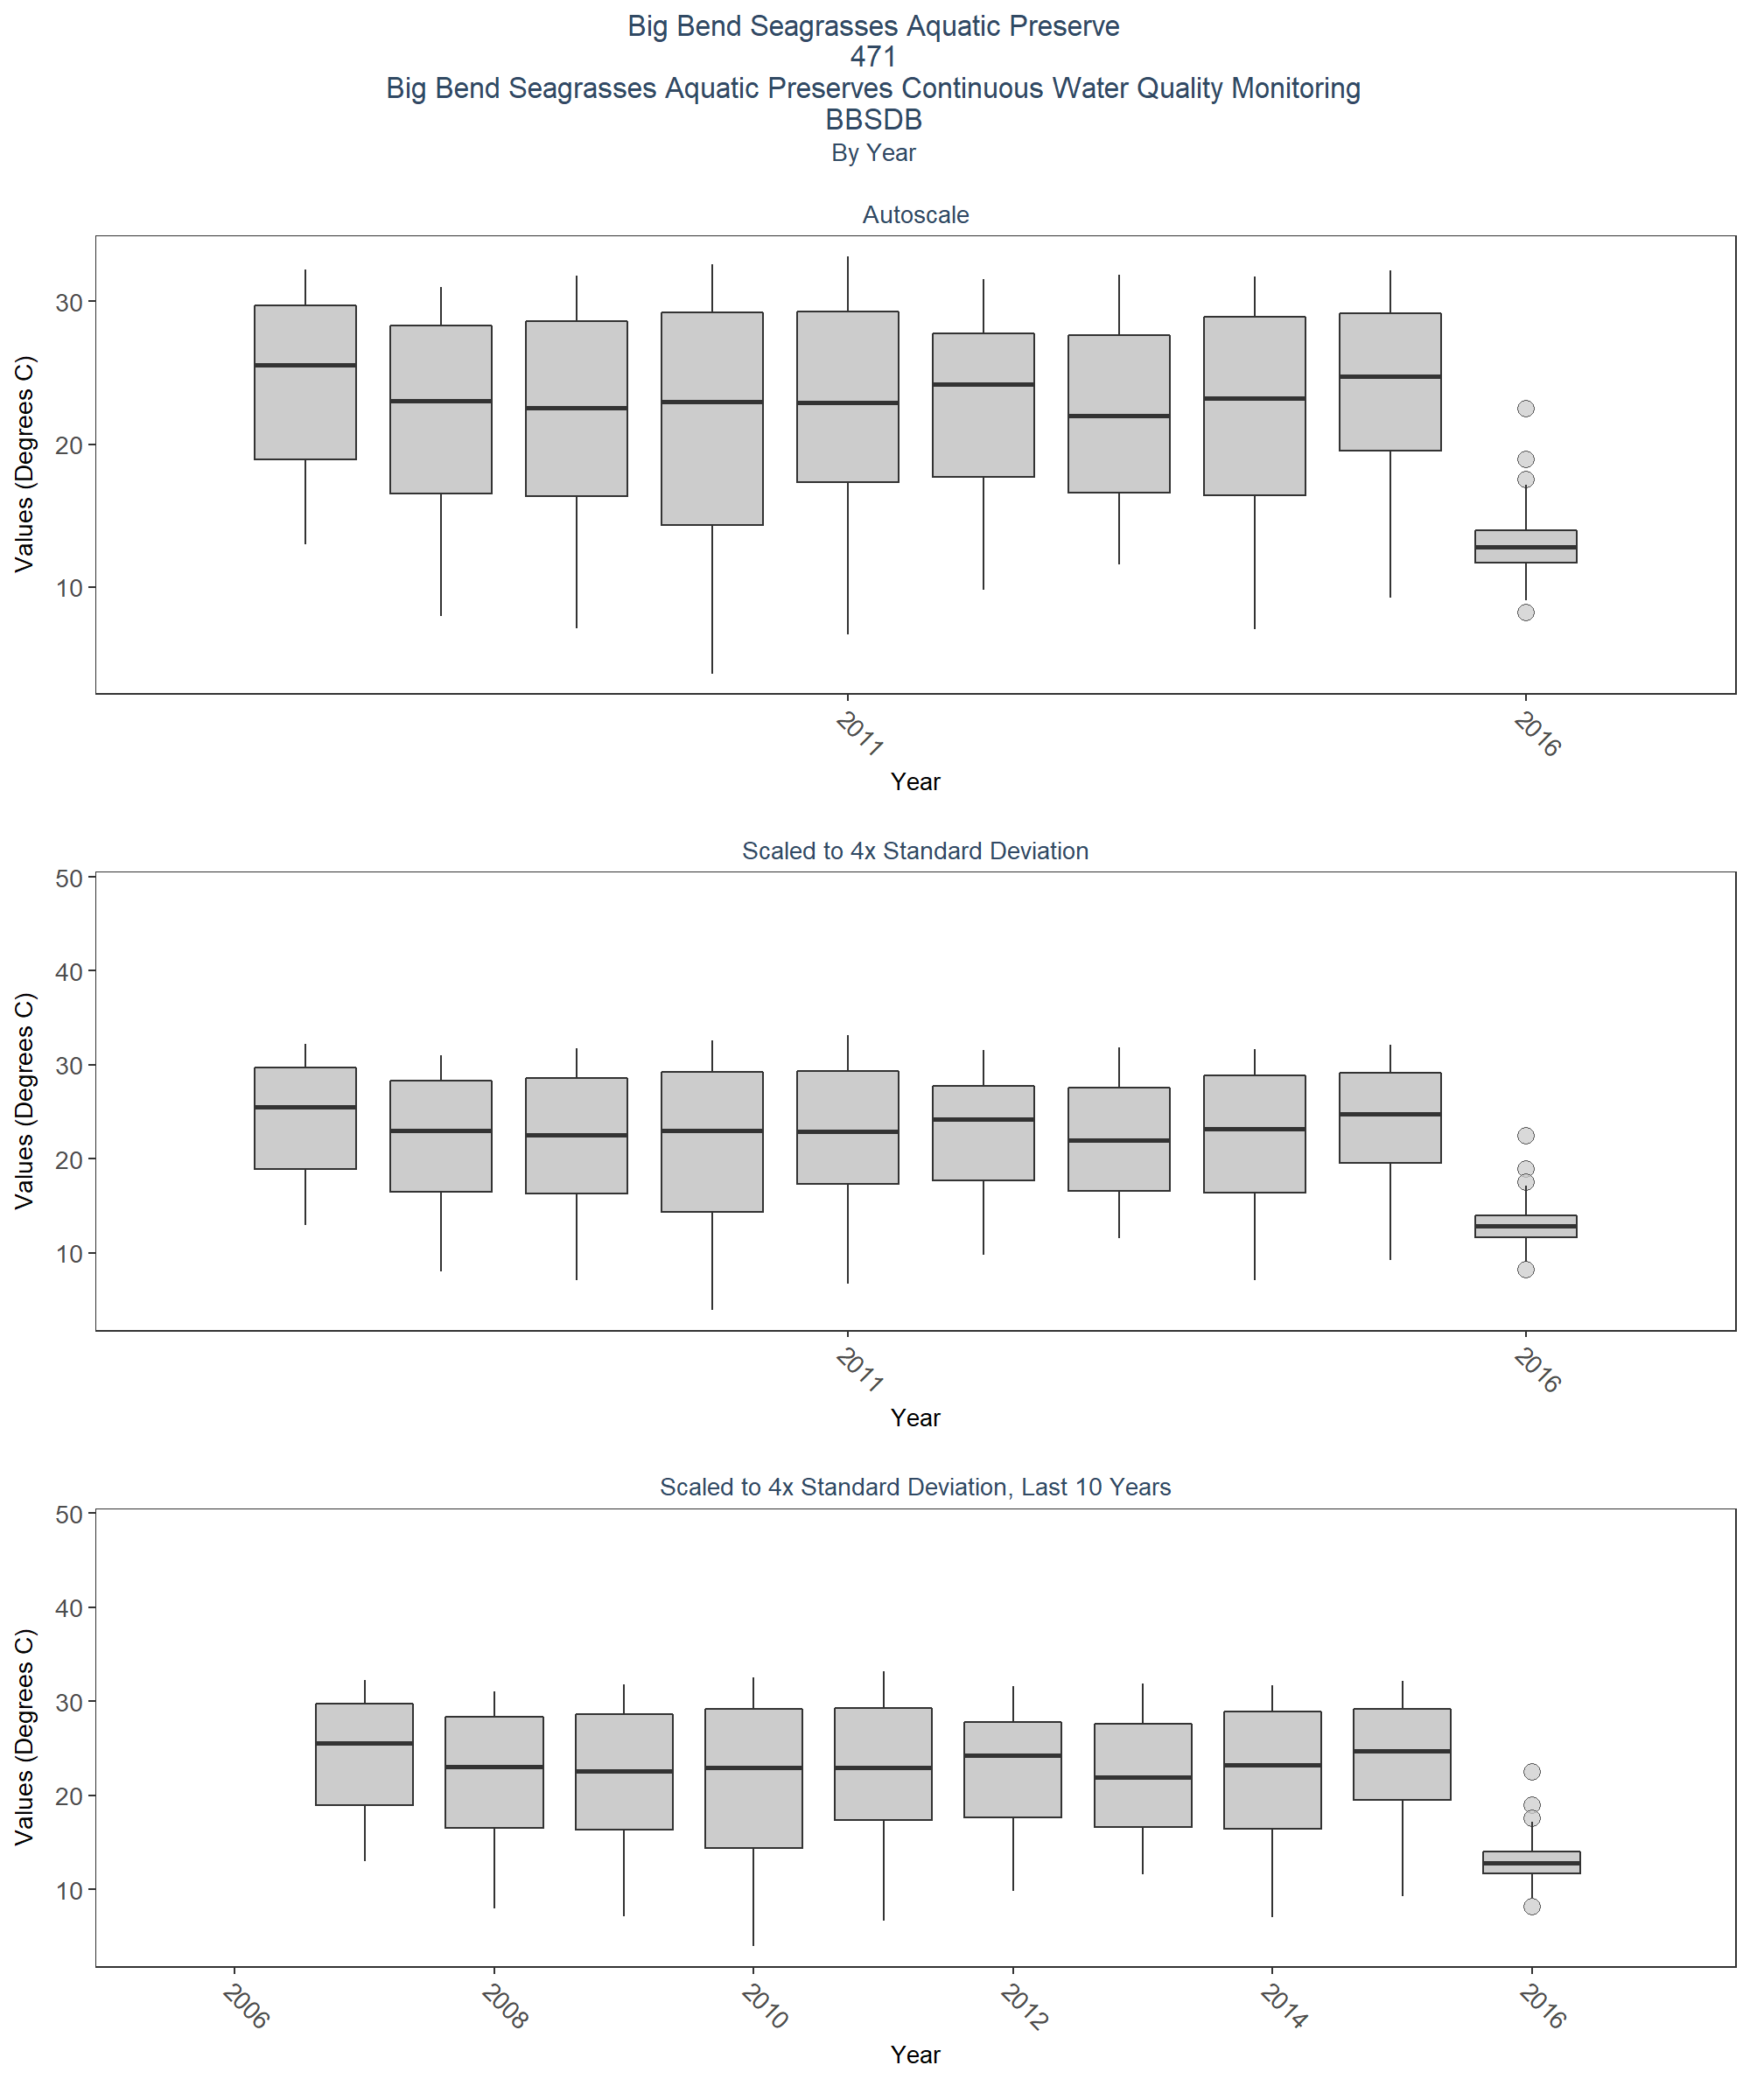 Big Bend Seagrasses Aquatic Preserve
471
Big Bend Seagrasses Aquatic Preserves Continuous Water Quality Monitoring
BBSDB
By Year
Autoscale
Values (Degrees C)
30
20
10
2011
2016
Year
Scaled to 4x Standard Deviation
Values (Degrees C)
50
40
30
20
10
2011
2016
Year
Scaled to 4x Standard Deviation, Last 10 Years
Values (Degrees C)
50
40
30
20
10
2006
2008
2010
2012
2014
2016
Year